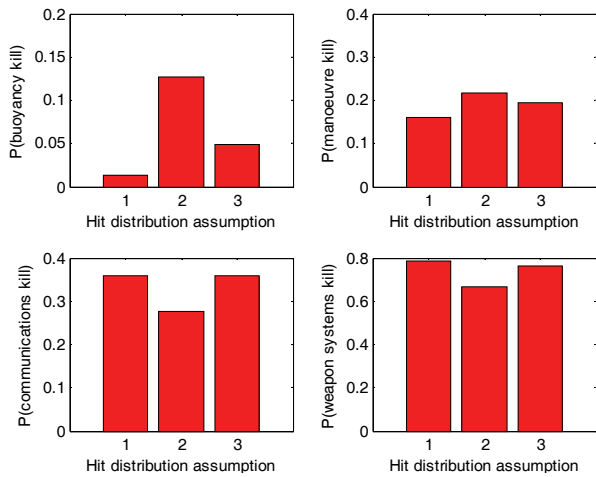 0.2
0.15
0.1
0.05
0
P(buoyancy kill)
1 2 3
Hit distribution assumption
0.4
0.3
0.2
0.1
0
P(manoeuvre kill)
1 2 3
Hit distribution assumption
0.4
0.3
0.2
0.1
0
P(communications kill)
1 2 3
Hit distribution assumption
0.8
0.6
0.4
0.2
0
P(weapon systems kill)
1 2 3
Hit distribution assumption